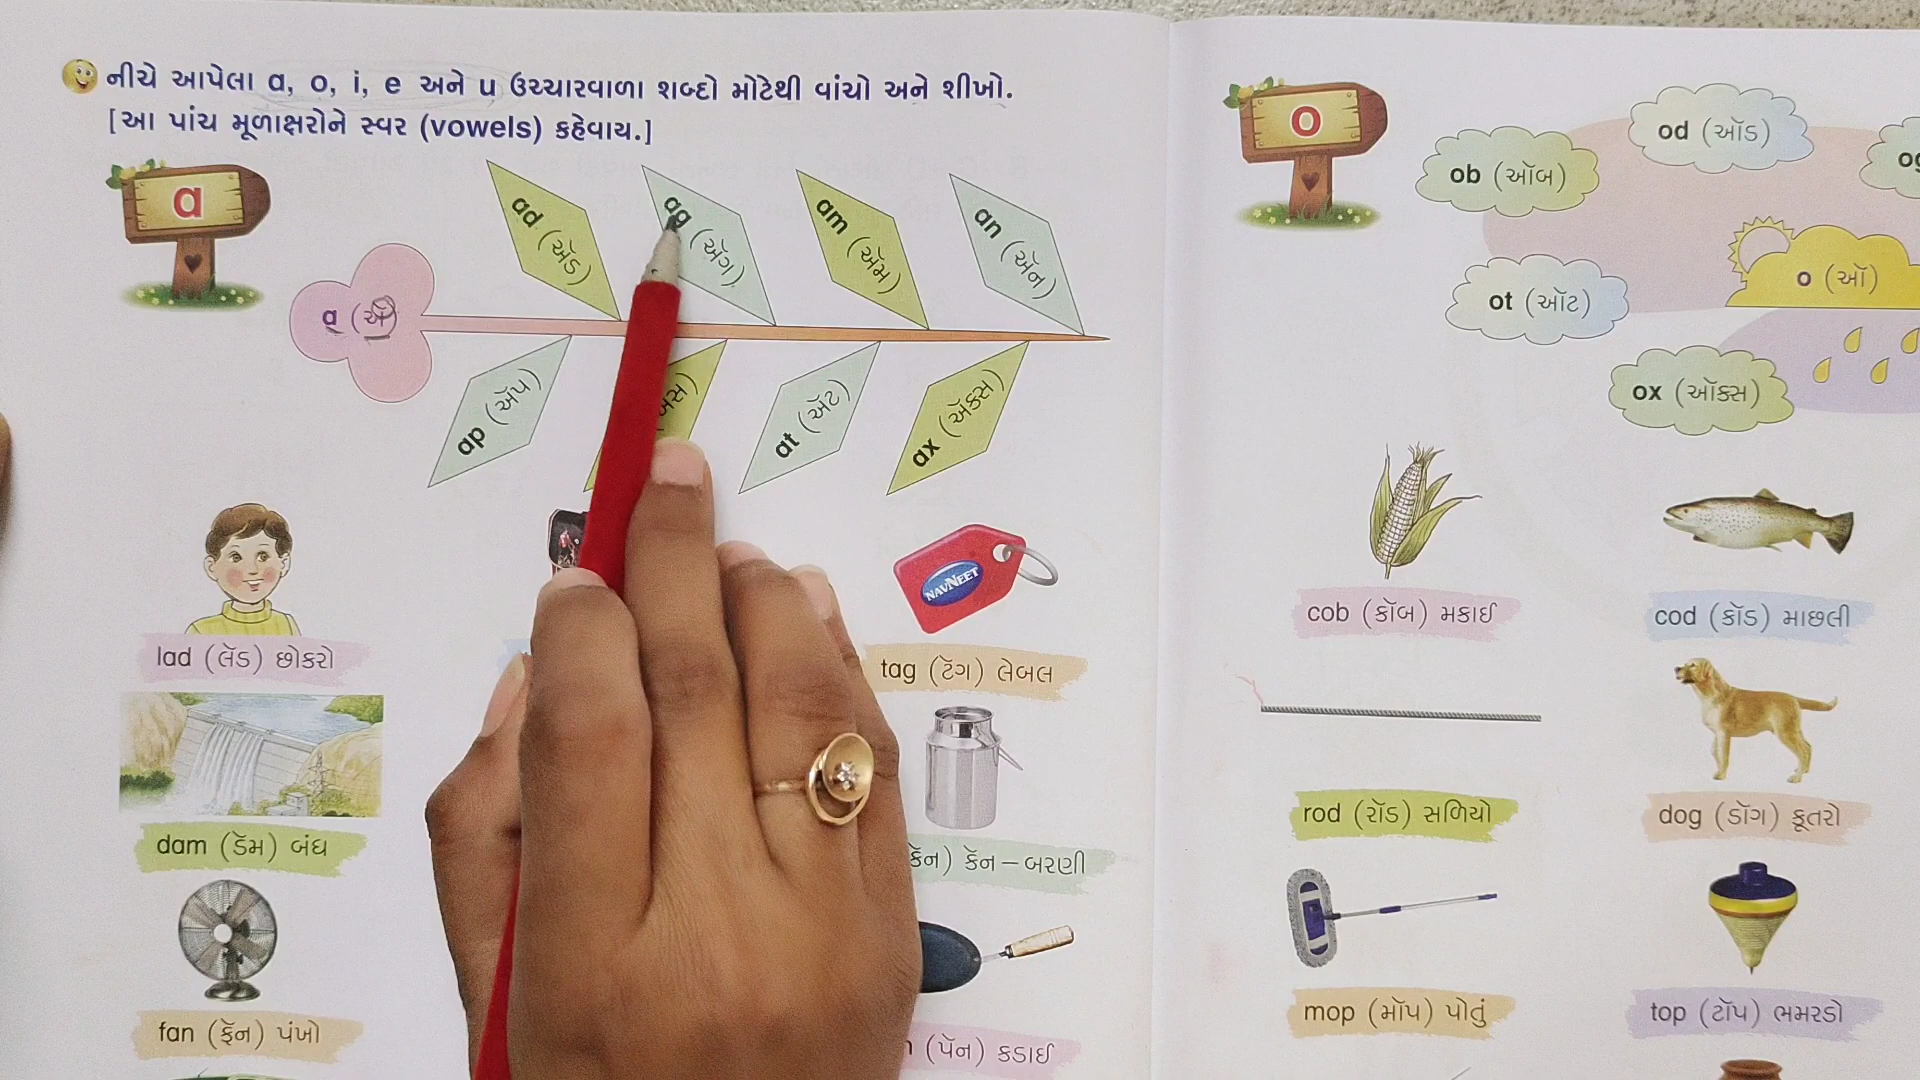 નીચે આપેલા a, o, i, e અને u ઉચ્ચારવાળા શબ્દો મોટેથી વાંચો અને શીખો.
[આ પાંચ મૂળાક્ષરોને સ્વર (vowels) કહેવાય.]
a
ad (ઍડ)
ag (ઍગ)
am (ઍમ)
an (ઍન)
a (ઍ)
ap (ઍપ)
at (ઍટ)
ax (ઍક્સ)
NAVNEET
lad (લૅડ) છોકરો
tag (ટૅગ) લેબલ
dam (ડૅમ) બંધ
કૅન) કૅન – બરણી
fan (ફૅન) પંખો
(પૅન) કડાઈ
o
ob (ઑબ)
od (ઑડ)
ot (ઑટ)
o (ઑ)
ox (ઑક્સ)
cob (કૉબ) મકાઈ
cod (કૉડ) માછલી
rod (રૉડ) સળિયો
dog (ડૉગ) કૂતરો
mop (મૉપ) પોતું
top (ટૉપ) ભમરડો